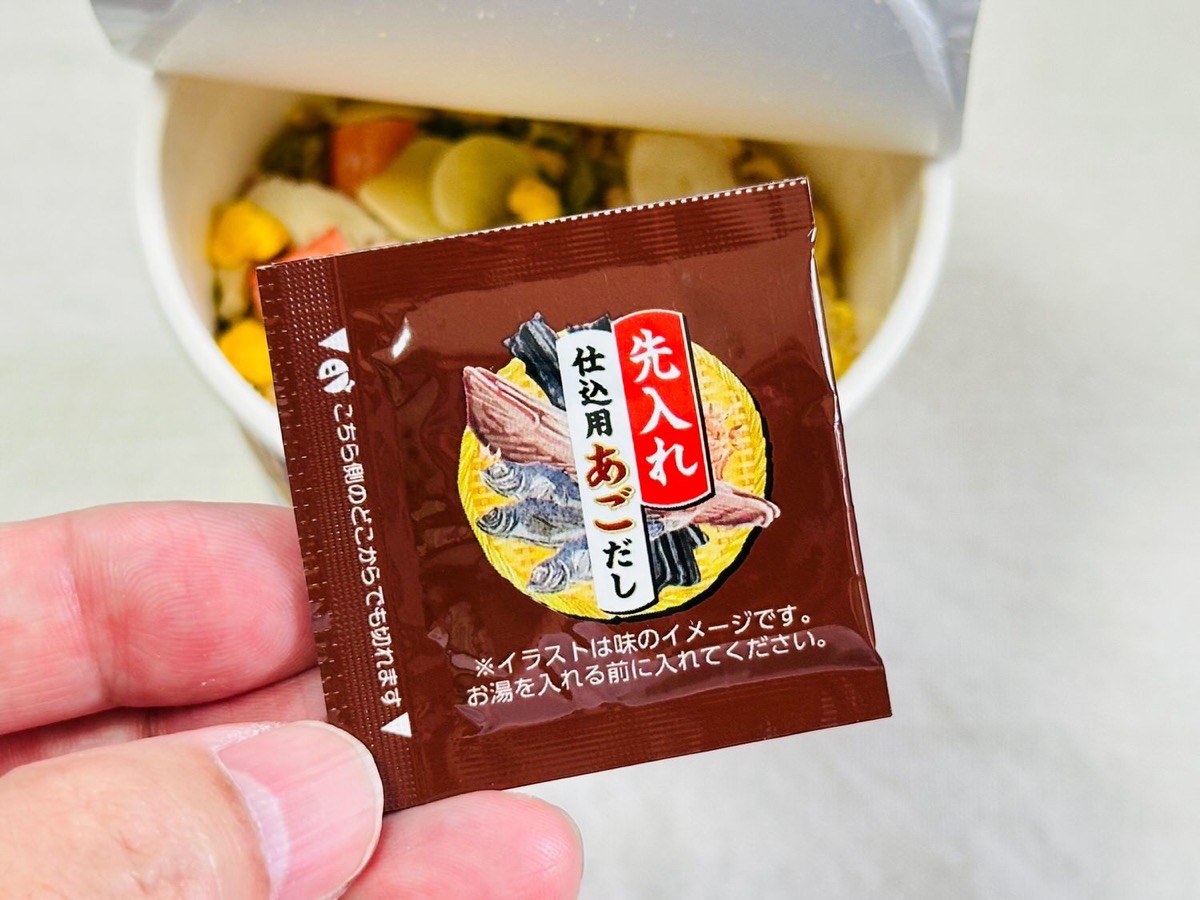 先入れ
仕込用あごだし
※イラストは味のイメージです。
お湯を入れる前に入れてください。
こちら側のどこからでも切れます